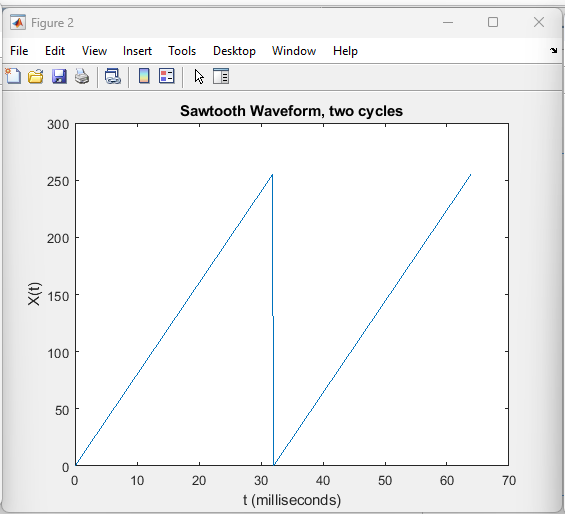 Figure 2
File Edit View Insert Tools Desktop Window Help
Sawtooth Waveform, two cycles
300
250
200
150
100
50
0
X(t)
0 10 20 30 40 50 60 70
t (milliseconds)